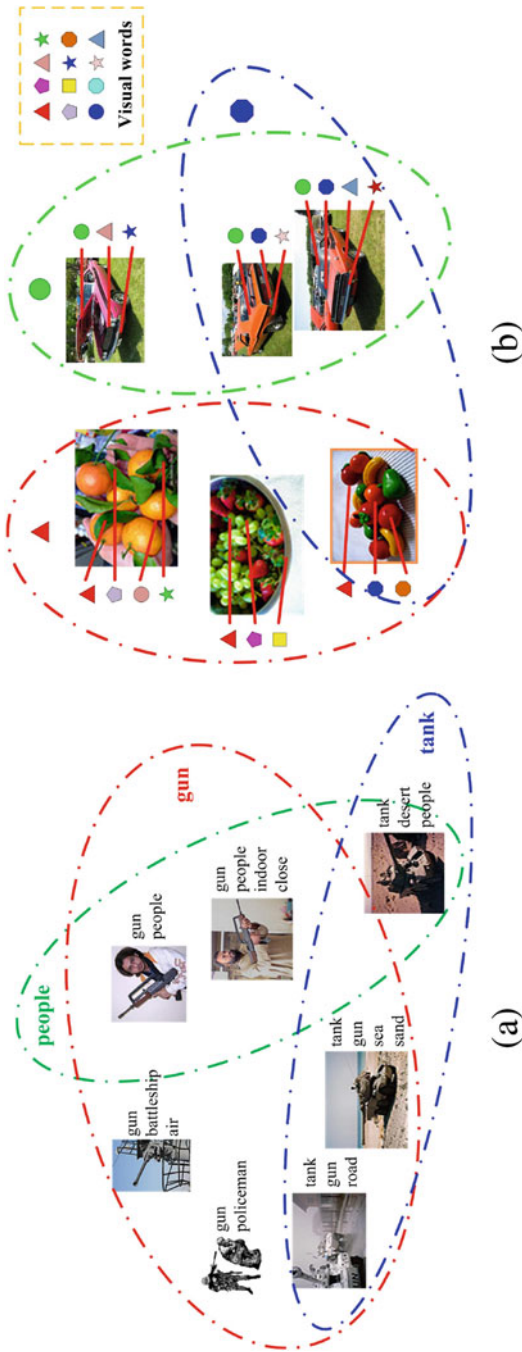 people
gun
battleship
air
gun
people
gun
gun
policeman
gun
people
indoor
close
tank
gun
road
tank
gun
sea
sand
tank
desert
people
tank
(a)
Visual words
(b)